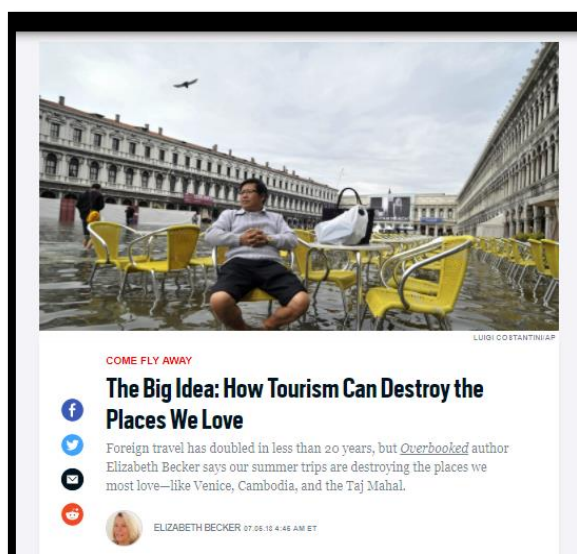 LUIGI COSTANTINI/AP
COME FLY AWAY
The Big Idea: How Tourism Can Destroy the
Places We Love
Foreign travel has doubled in less than 20 years, but Overbooked author
Elizabeth Becker says our summer trips are destroying the places we
most love—like Venice, Cambodia, and the Taj Mahal.
ELIZABETH BECKER 07.06.13 4:45 AM ET